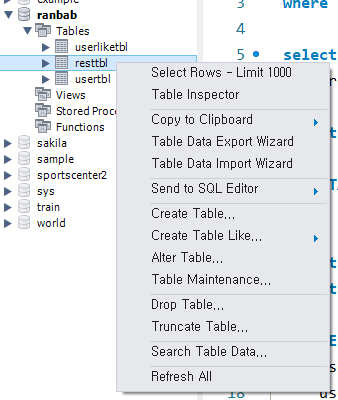 example
ranbab
Tables
userliketbl
resttbl
usertbl
Views
Stored Proce
Functions
sakila
sample
sportscenter2
sys
train
world
Select Rows - Limit 1000
Table Inspector
Copy to Clipboard
Table Data Export Wizard
Table Data Import Wizard
Send to SQL Editor
Create Table...
Create Table Like...
Alter Table...
Table Maintenance...
Drop Table...
Truncate Table...
Search Table Data...
Refresh All
3 where
4
5 selec
18 us